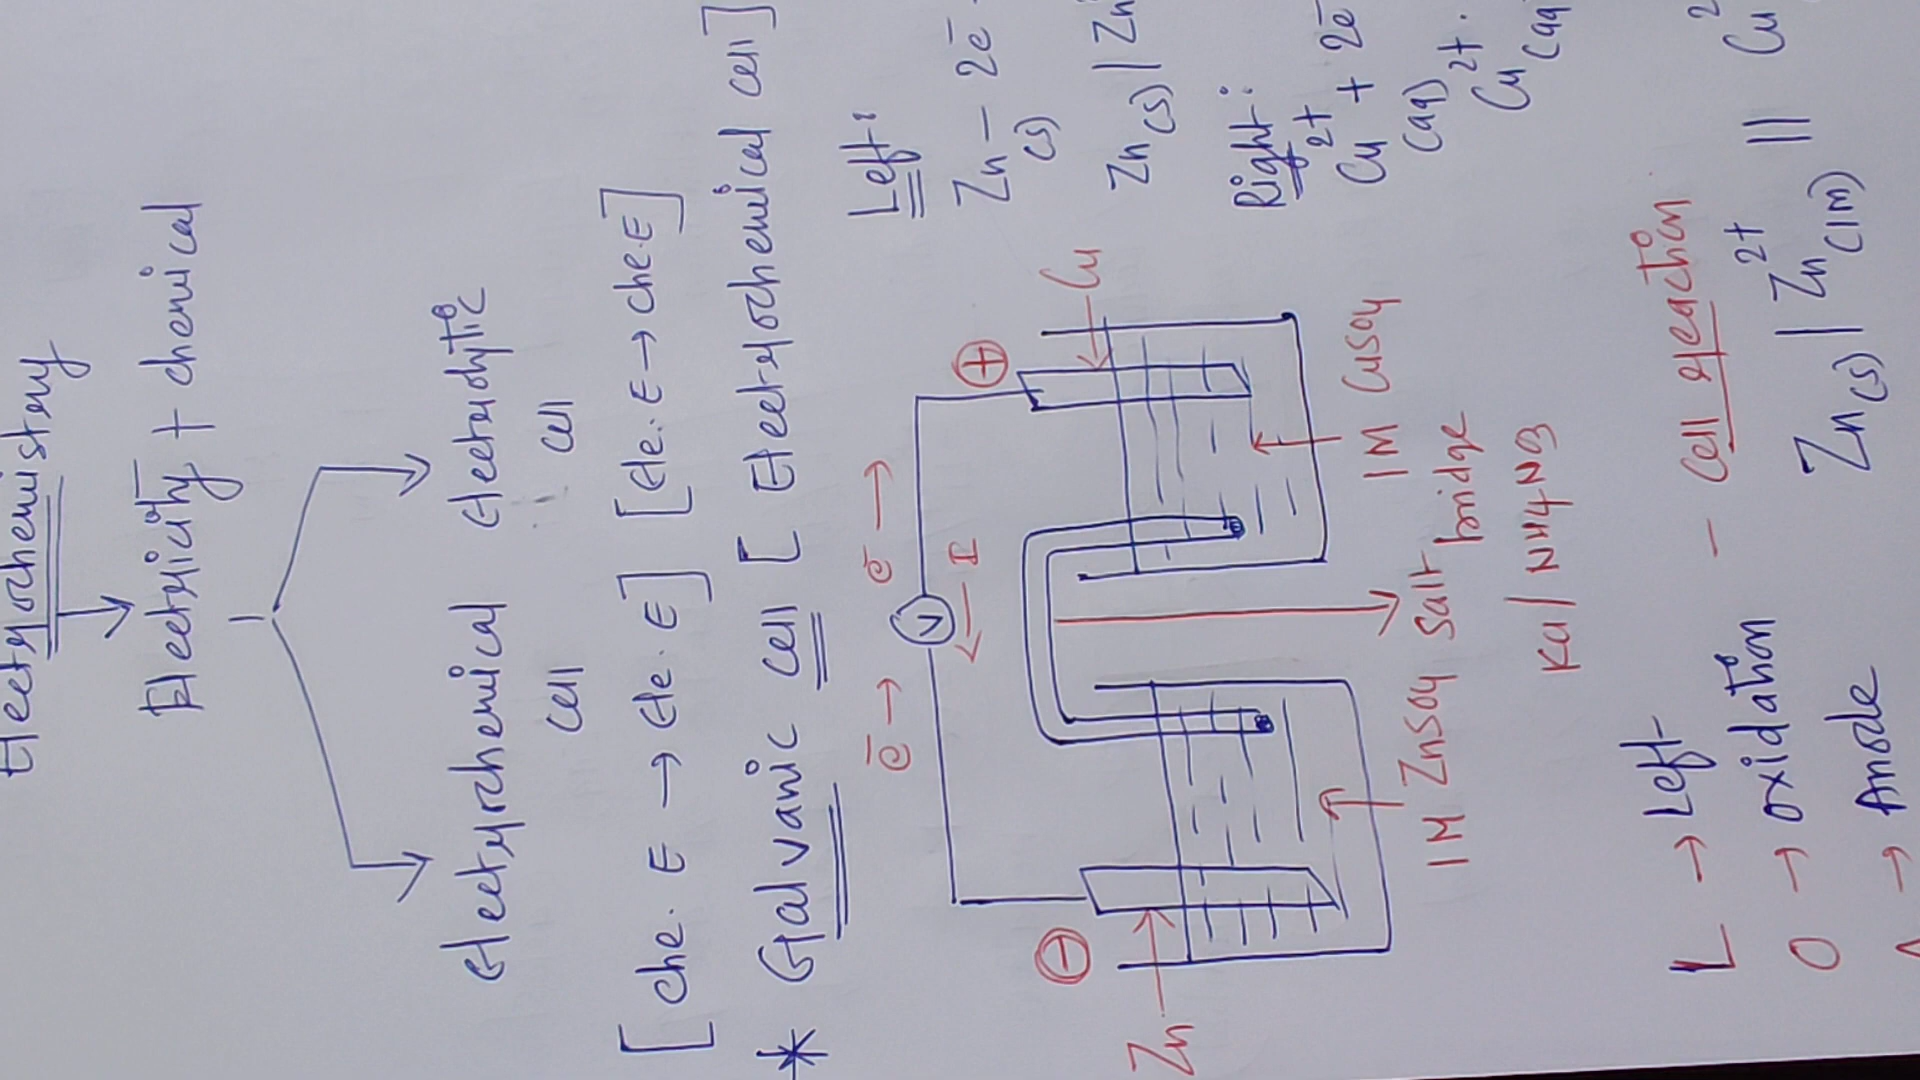 Electrochemistry
Electricity + chemical
Electrochemical cell
Electrolytic cell
[che. E → Ele. E] [Ele. E → che. E]
* Galvanic cell [Electrochemical cell]
e⁻ → e⁻ →
V
← I
⊖ ⊕
Zn →
← Cu
1M ZnSO4
Salt bridge
KCl / NH4NO3
1M CuSO4
Left:
Zn(s) – 2e⁻
Zn(s) | Zn
Right:
Cu²⁺(aq) + 2e⁻
Cu²⁺(aq)
L → Left – cell reaction
O → oxidation Zn(s) | Zn²⁺(1M) || Cu²
→ Anode